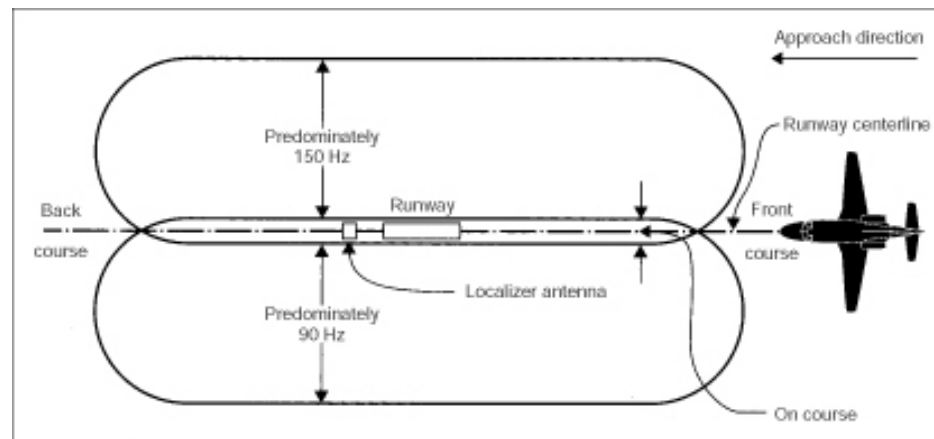 Approach direction
Predominately
150 Hz
Runway centerline
Back
course
Runway
Front
course
Localizer antenna
Predominately
90 Hz
On course